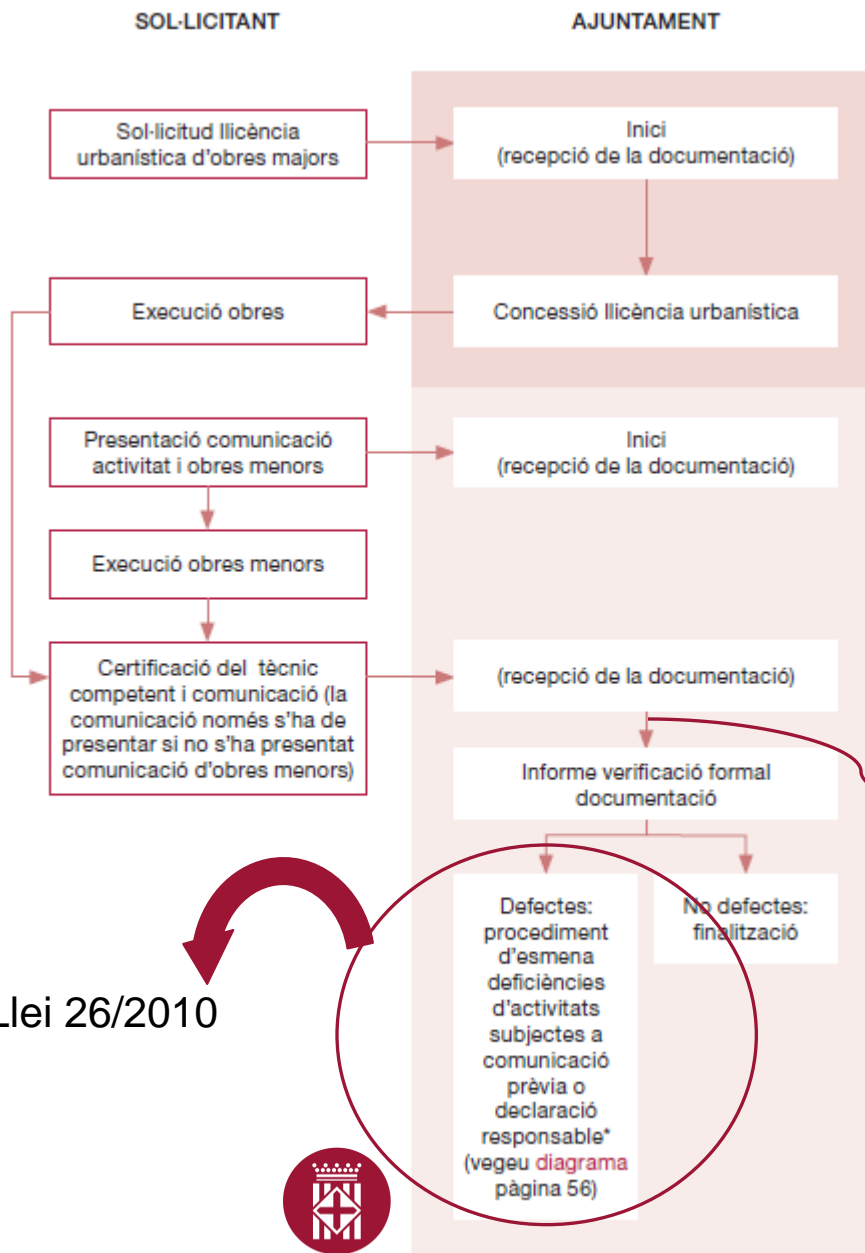 SOL·LICITANT
AJUNTAMENT
Sol·licitud llicència
urbanística d'obres majors
Inici
(recepció de la documentació)
Execució obres
Concessió llicència urbanística
Presentació comunicació
activitat i obres menors
Inici
(recepció de la documentació)
Execució obres menors
Certificació del tècnic
competent i comunicació (la
comunicació només s'ha de
presentar si no s'ha presentat
comunicació d'obres menors)
(recepció de la documentació)
Informe verificació formal
documentació
Defectes:
procediment
d'esmena
deficiències
d'activitats
subjectes a
comunicació
prèvia o
declaració
responsable*
(vegeu diagrama
pàgina 56)
No defectes:
finalització
Llei 26/2010